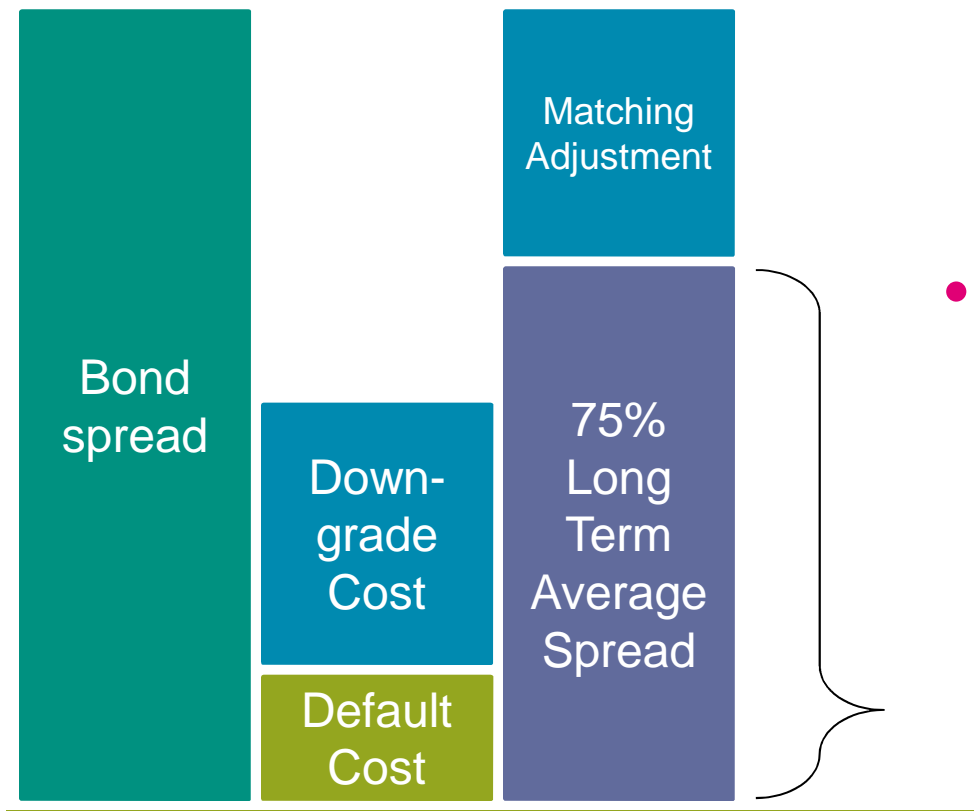 Bond
spread
Down-
grade
Cost
Default
Cost
Matching
Adjustment
75%
Long
Term
Average
Spread